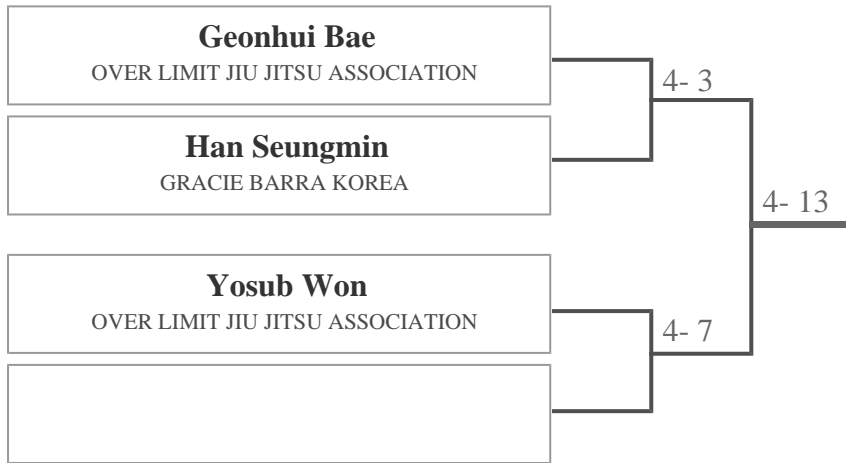 Geonhui Bae
OVER LIMIT JIU JITSU ASSOCIATION
4- 3
Han Seungmin
GRACIE BARRA KOREA
4- 13
Yosub Won
OVER LIMIT JIU JITSU ASSOCIATION
4- 7